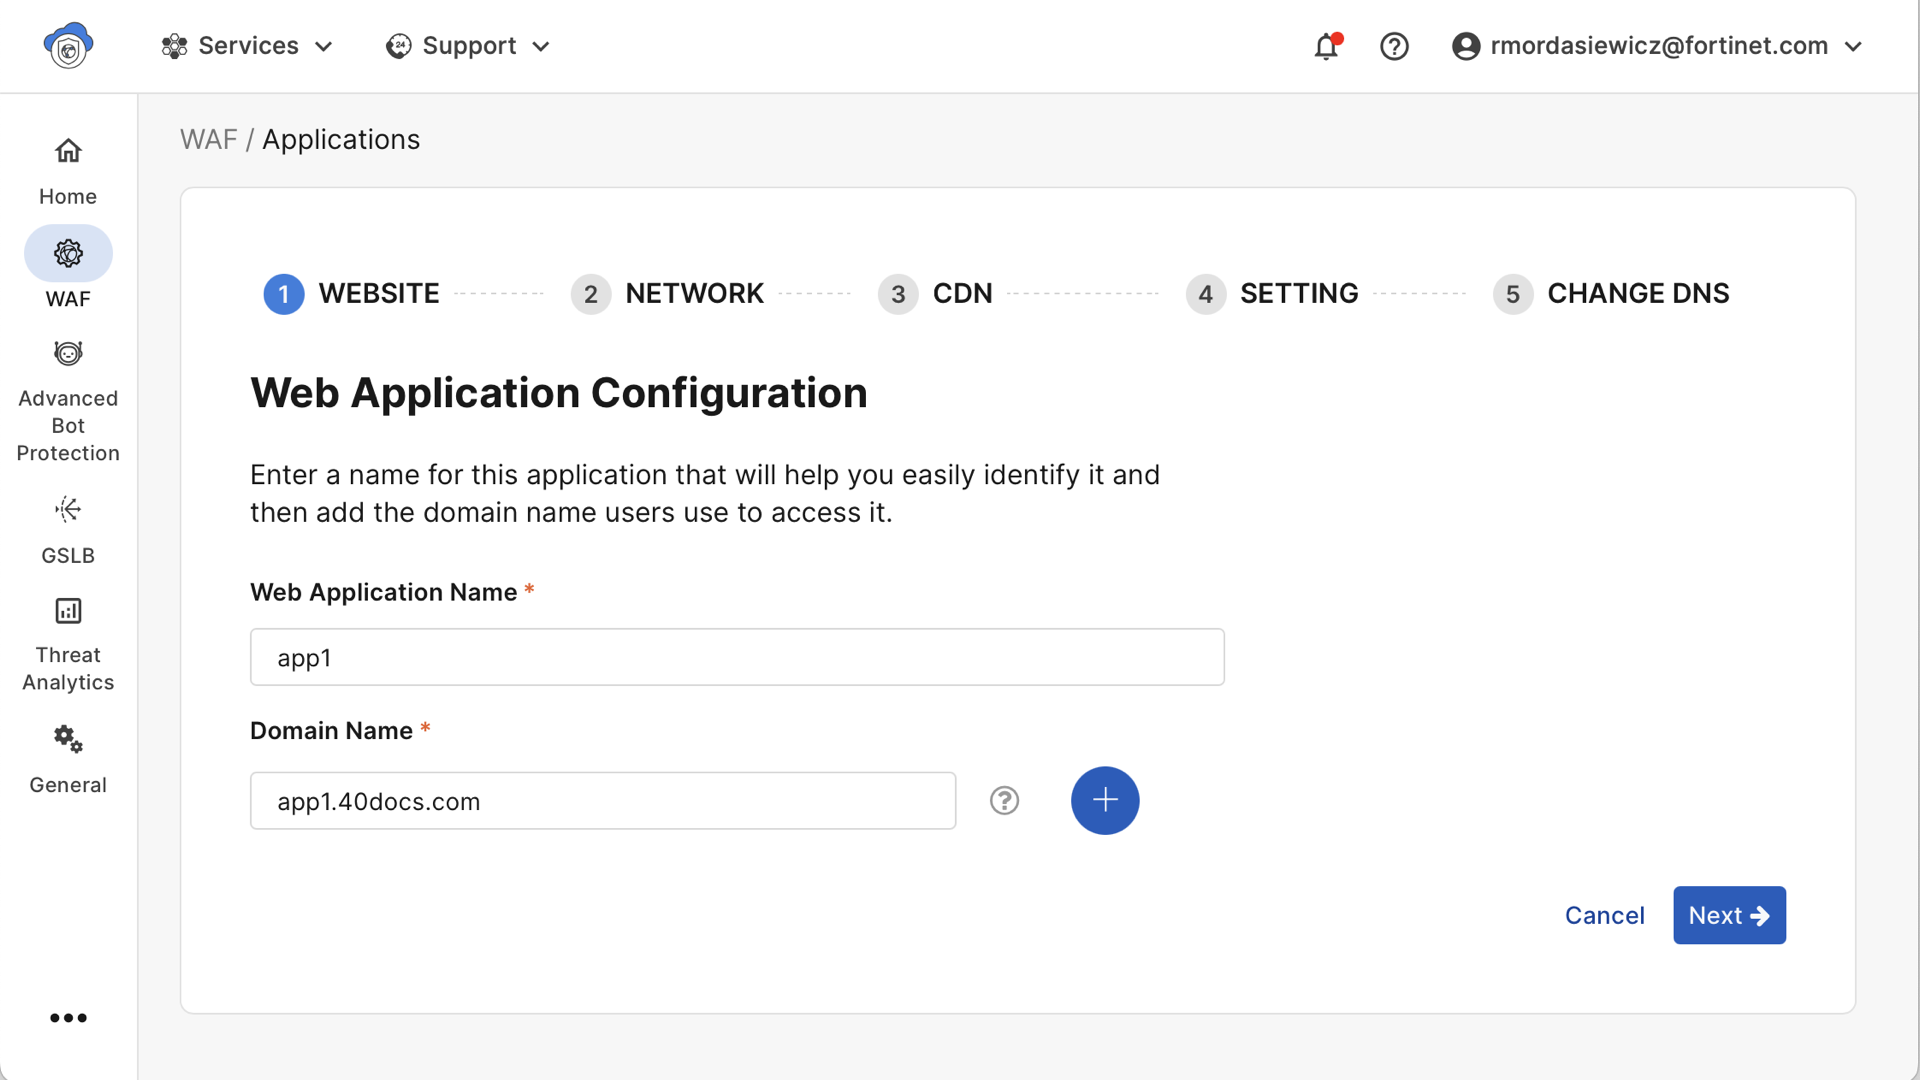 Services
24
Support
rmordasiewicz@fortinet.com
Home
WAF
Advanced
Bot
Protection
GSLB
Threat
Analytics
General
WAF / Applications
1 WEBSITE
2 NETWORK
3 CDN
4 SETTING
5 CHANGE DNS
Web Application Configuration
Enter a name for this application that will help you easily identify it and
then add the domain name users use to access it.
Web Application Name *
app1
Domain Name *
app1.40docs.com
Cancel
Next